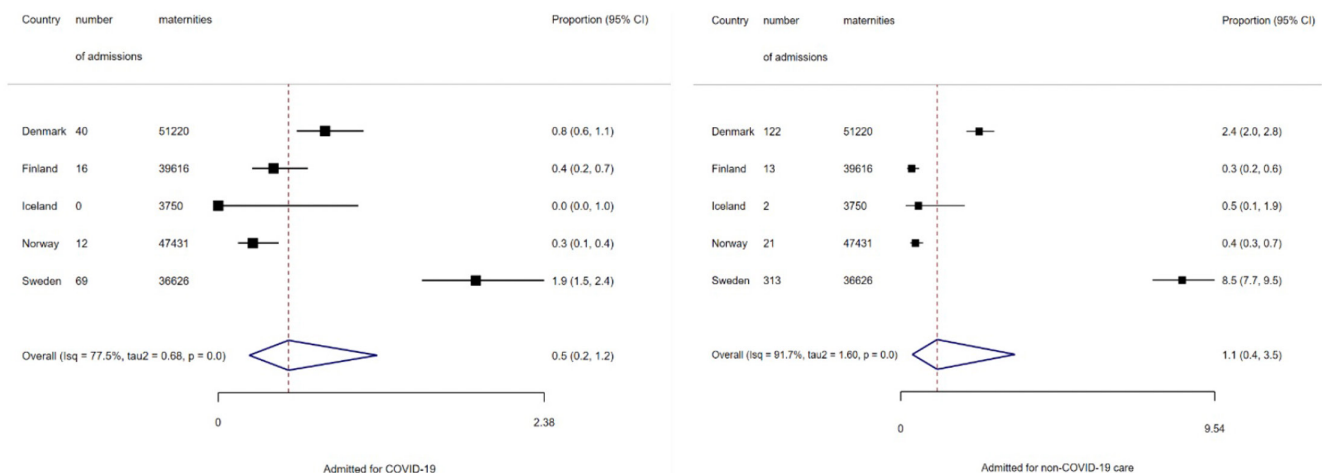 Country number maternities Proportion (95% CI)
of admissions
Denmark 40 51220 0.8 (0.6, 1.1)
Finland 16 39616 0.4 (0.2, 0.7)
Iceland 0 3750 0.0 (0.0, 1.0)
Norway 12 47431 0.3 (0.1, 0.4)
Sweden 69 36626 1.9 (1.5, 2.4)
Overall (Isq = 77.5%, tau2 = 0.68, p = 0.0) 0.5 (0.2, 1.2)
0 2.38
Admitted for COVID-19
Country number maternities Proportion (95% CI)
of admissions
Denmark 122 51220 2.4 (2.0, 2.8)
Finland 13 39616 0.3 (0.2, 0.6)
Iceland 2 3750 0.5 (0.1, 1.9)
Norway 21 47431 0.4 (0.3, 0.7)
Sweden 313 36626 8.5 (7.7, 9.5)
Overall (Isq = 91.7%, tau2 = 1.60, p = 0.0) 1.1 (0.4, 3.5)
0 9.54
Admitted for non-COVID-19 care